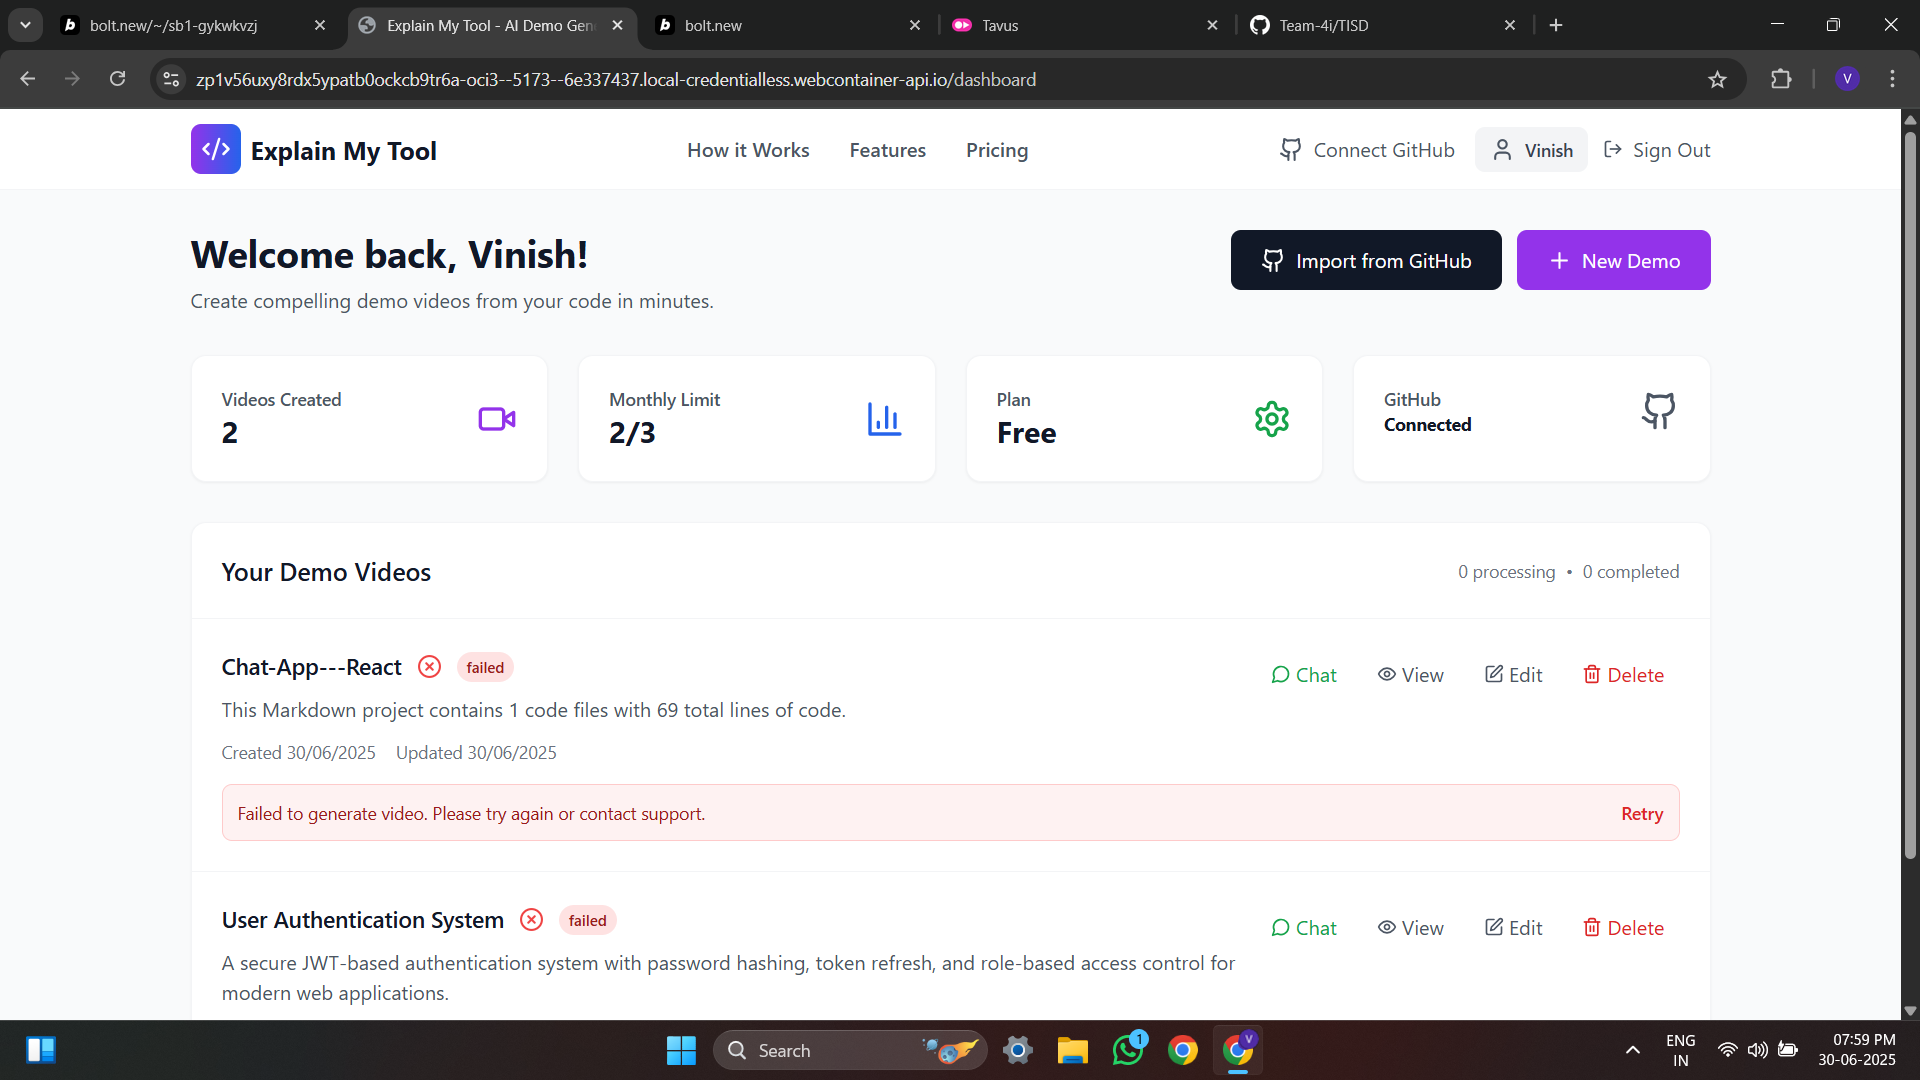 bolt.new/~/sb1-gykwkvzj
Explain My Tool - AI Demo Gen
bolt.new
Tavus
Team-4i/TISD
zp1v56uxy8rdx5ypatb0ockcb9tr6a-oci3--5173--6e337437.local-credentialless.webcontainer-api.io/dashboard
V
Explain My Tool
How it Works
Features
Pricing
Connect GitHub
Vinish
Sign Out
Welcome back, Vinish!
Create compelling demo videos from your code in minutes.
Import from GitHub
New Demo
Videos Created
2
Monthly Limit
2/3
Plan
Free
GitHub
Connected
Your Demo Videos
0 processing • 0 completed
Chat-App---React
failed
Chat
View
Edit
Delete
This Markdown project contains 1 code files with 69 total lines of code.
Created 30/06/2025 Updated 30/06/2025
Failed to generate video. Please try again or contact support.
Retry
User Authentication System
failed
Chat
View
Edit
Delete
A secure JWT-based authentication system with password hashing, token refresh, and role-based access control for
modern web applications.
Search
1
V
ENG
IN
07:59 PM
30-06-2025